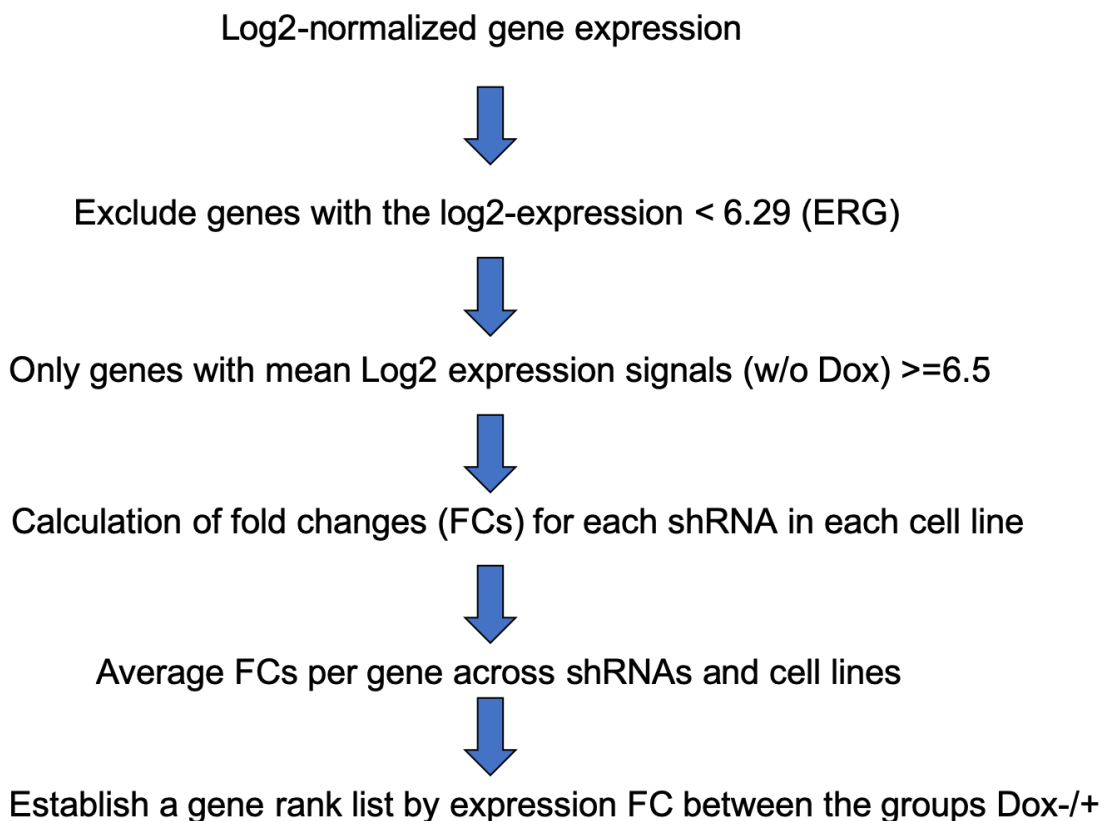 Log2-normalized gene expression
Exclude genes with the log2-expression < 6.29 (ERG)
Only genes with mean Log2 expression signals (w/o Dox) >=6.5
Calculation of fold changes (FCs) for each shRNA in each cell line
Average FCs per gene across shRNAs and cell lines
Establish a gene rank list by expression FC between the groups Dox-/+